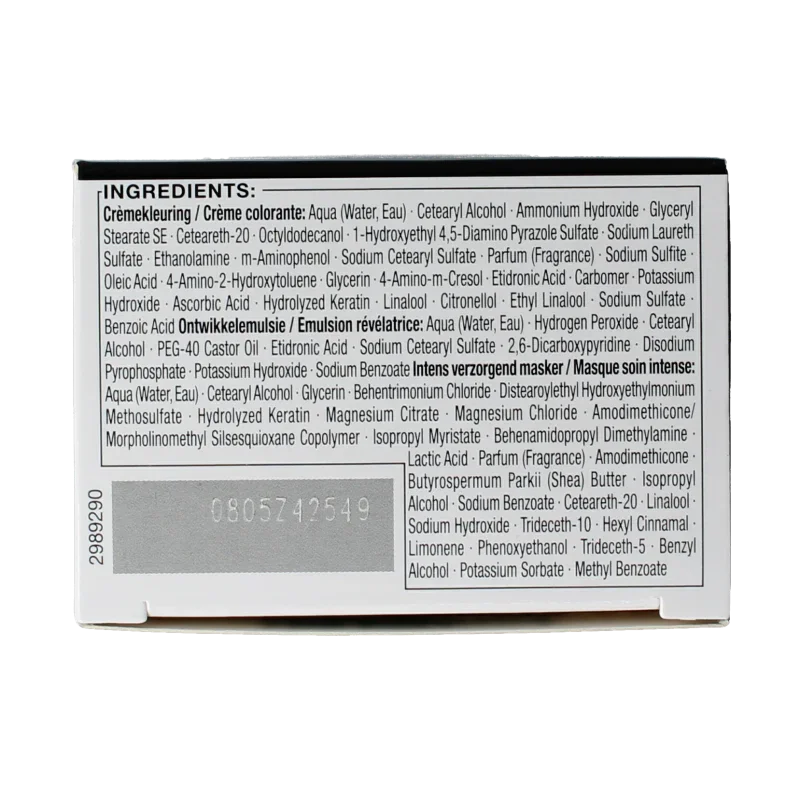 INGREDIENTS:
Crèmekleuring / Crème colorante: Aqua (Water, Eau) · Cetearyl Alcohol · Ammonium Hydroxide · Glyceryl
Stearate SE · Ceteareth-20 · Octyldodecanol · 1-Hydroxyethyl 4,5-Diamino Pyrazole Sulfate · Sodium Laureth
Sulfate · Ethanolamine · m-Aminophenol · Sodium Cetearyl Sulfate · Parfum (Fragrance) · Sodium Sulfite ·
Oleic Acid · 4-Amino-2-Hydroxytoluene · Glycerin · 4-Amino-m-Cresol · Etidronic Acid · Carbomer · Potassium
Hydroxide · Ascorbic Acid · Hydrolyzed Keratin · Linalool · Citronellol · Ethyl Linalool · Sodium Sulfate ·
Benzoic Acid Ontwikkelemulsie / Emulsion révélatrice: Aqua (Water, Eau) · Hydrogen Peroxide · Cetearyl
Alcohol · PEG-40 Castor Oil · Etidronic Acid · Sodium Cetearyl Sulfate · 2,6-Dicarboxypyridine · Disodium
Pyrophosphate · Potassium Hydroxide · Sodium Benzoate Intens verzorgend masker / Masque soin intense:
Aqua (Water, Eau) · Cetearyl Alcohol · Glycerin · Behentrimonium Chloride · Distearoylethyl Hydroxyethylmonium
Methosulfate · Hydrolyzed Keratin · Magnesium Citrate · Magnesium Chloride · Amodimethicone/
Morpholinomethyl Silsesquioxane Copolymer · Isopropyl Myristate · Behenamidopropyl Dimethylamine ·
Lactic Acid · Parfum (Fragrance) · Amodimethicone ·
Butyrospermum Parkii (Shea) Butter · Isopropyl
Alcohol · Sodium Benzoate · Ceteareth-20 · Linalool ·
Sodium Hydroxide · Trideceth-10 · Hexyl Cinnamal ·
Limonene · Phenoxyethanol · Trideceth-5 · Benzyl
Alcohol · Potassium Sorbate · Methyl Benzoate
0805Z42549
2989290